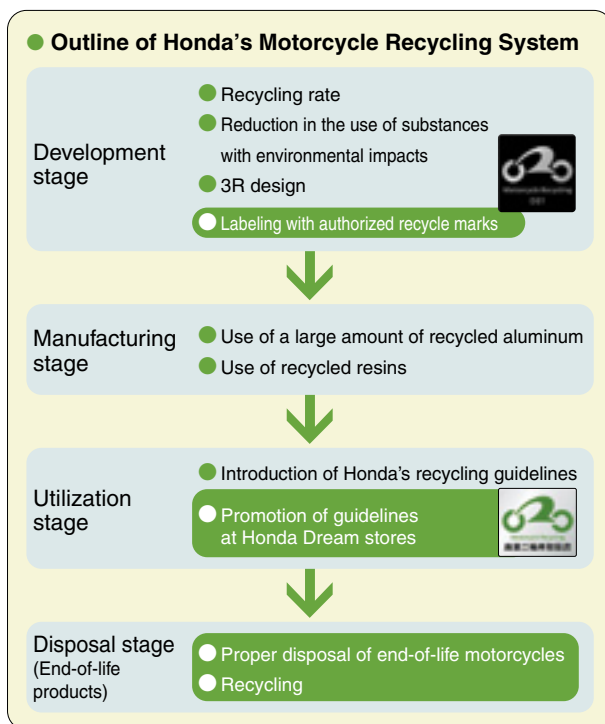 Outline of Honda's Motorcycle Recycling System
Development
stage
Recycling rate
Reduction in the use of substances
with environmental impacts
3R design
Labeling with authorized recycle marks
Motorcycle Recycling
Manufacturing
stage
Use of a large amount of recycled aluminum
Use of recycled resins
Utilization
stage
Introduction of Honda's recycling guidelines
Promotion of guidelines
at Honda Dream stores
Motorcycle Recycling
Disposal stage
(End-of-life
products)
Proper disposal of end-of-life motorcycles
Recycling